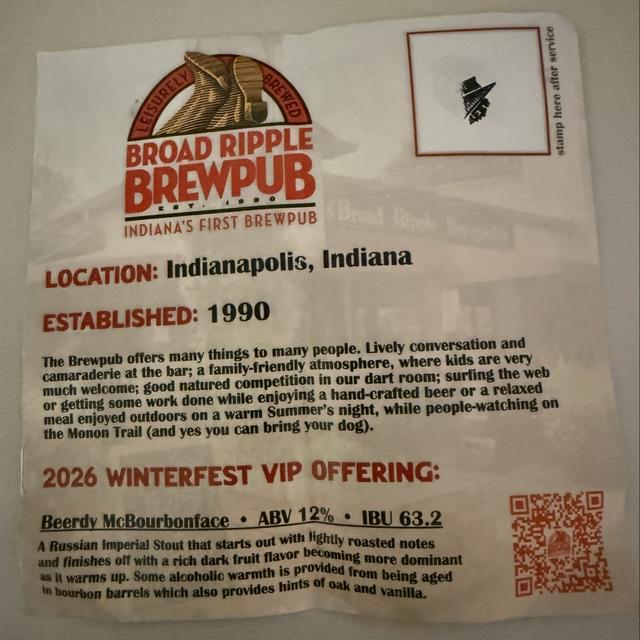 LEISURELY BREWED
BROAD RIPPLE
BREWPUB
EST. 1990
INDIANA'S FIRST BREWPUB
stamp here after service
Broad Ripple Brewpub
LOCATION: Indianapolis, Indiana
ESTABLISHED: 1990
The Brewpub offers many things to many people. Lively conversation and
camaraderie at the bar; a family-friendly atmosphere, where kids are very
much welcome; good natured competition in our dart room; surfing the web
or getting some work done while enjoying a hand-crafted beer or a relaxed
meal enjoyed outdoors on a warm Summer's night, while people-watching on
the Monon Trail (and yes you can bring your dog).
2026 WINTERFEST VIP OFFERING:
Beerdy McBourbonface • ABV 12% • IBU 63.2
A Russian Imperial Stout that starts out with lightly roasted notes
and finishes off with a rich dark fruit flavor becoming more dominant
as it warms up. Some alcoholic warmth is provided from being aged
in bourbon barrels which also provides hints of oak and vanilla.